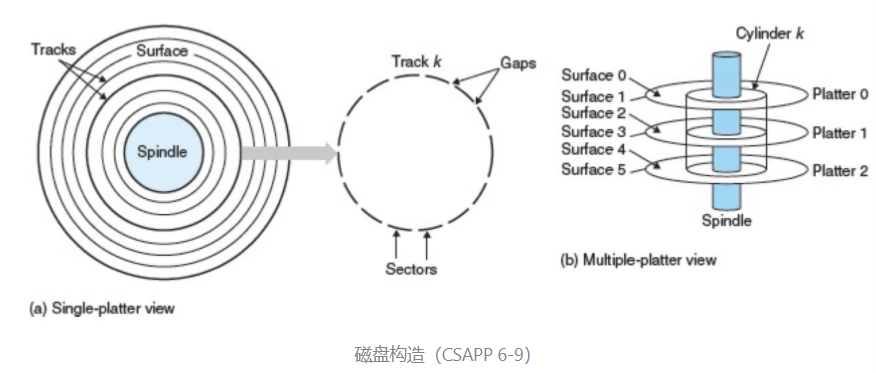 Tracks
Surface
Spindle
Track k
Gaps
Sectors
(a) Single-platter view
Cylinder k
Surface 0
Surface 1
Surface 2
Surface 3
Surface 4
Surface 5
Platter 0
Platter 1
Platter 2
Spindle
(b) Multiple-platter view
磁盘构造（CSAPP 6-9）